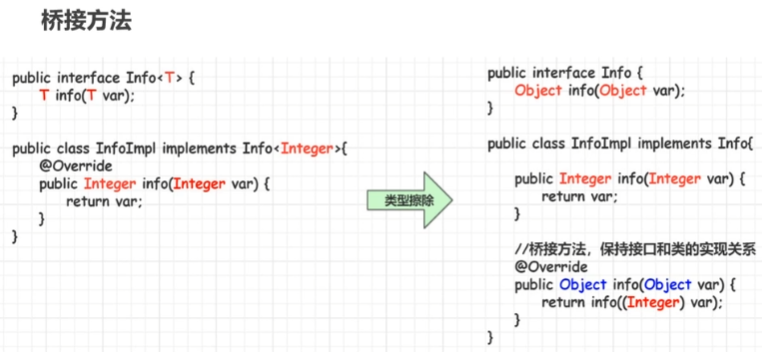 桥接方法
public interface Info<T> {
T info(T var);
}
public class InfoImpl implements Info<Integer>{
@Override
public Integer info(Integer var) {
return var;
}
}
类型擦除
public interface Info {
Object info(Object var);
}
public class InfoImpl implements Info{
public Integer info(Integer var) {
return var;
}
//桥接方法，保持接口和类的实现关系
@Override
public Object info(Object var) {
return info((Integer) var);
}
}